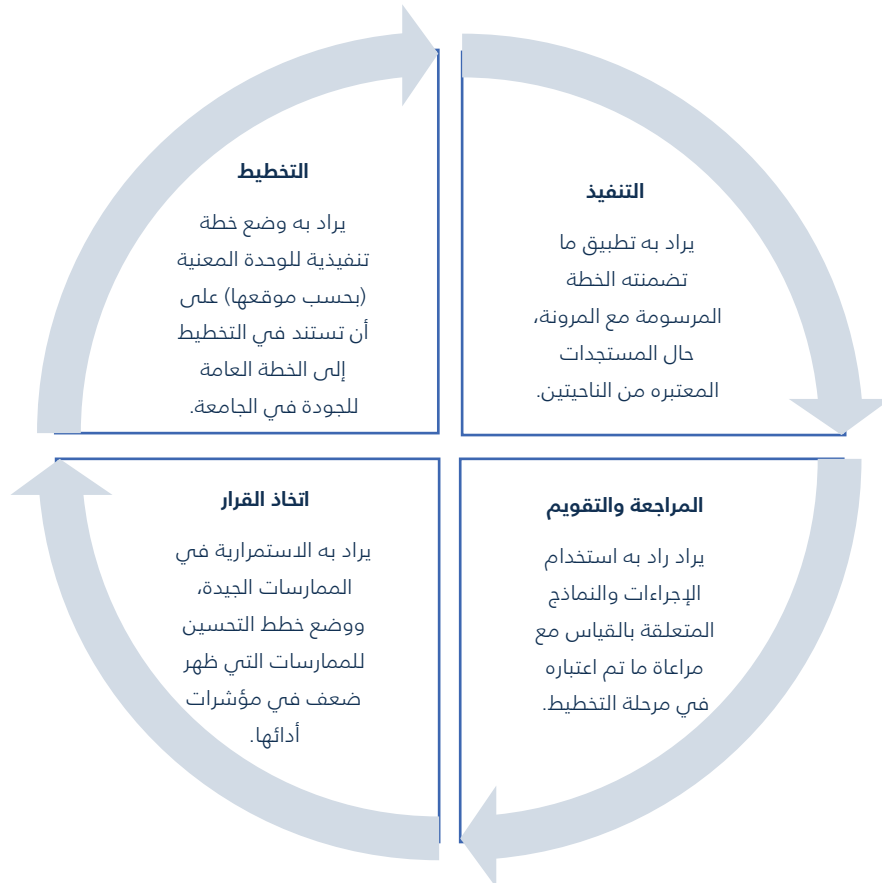 التخطيط
يراد به وضع خطة
تنفيذية للوحدة المعنية
(بحسب موقعها) على
أن تستند في التخطيط
إلى الخطة العامة
للجودة في الجامعة.
التنفيذ
يراد به تطبيق ما
تضمنته الخطة
المرسومة مع المرونة،
حال المستجدات
المعتبره من الناحيتين.
المراجعة والتقويم
يراد راد به استخدام
الإجراءات والنماذج
المتعلقة بالقياس مع
مراعاة ما تم اعتباره
في مرحلة التخطيط.
اتخاذ القرار
يراد به الاستمرارية في
الممارسات الجيدة،
ووضع خطط التحسين
للممارسات التي ظهر
ضعف في مؤشرات
أدائها.